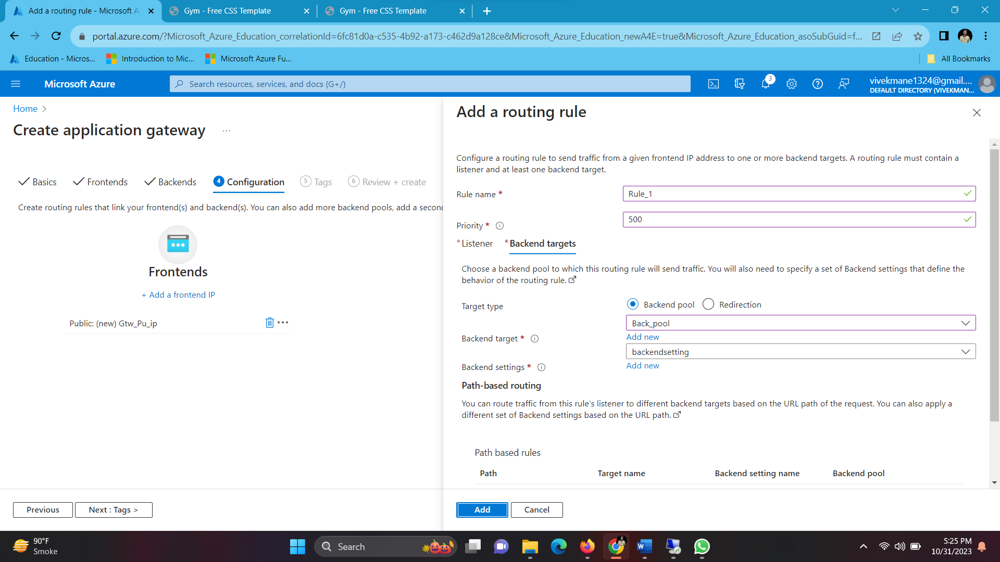 Add a routing rule - Microsoft A
Gym - Free CSS Template
Gym - Free CSS Template
portal.azure.com/?Microsoft_Azure_Education_correlationId=6fc81d0a-c535-4b92-a173-c462d9a128ce&Microsoft_Azure_Education_newA4E=true&Microsoft_Azure_Education_asoSubGuid=f...
Education - Micros...
Introduction to Mic...
Microsoft Azure Fu...
All Bookmarks
Microsoft Azure
Search resources, services, and docs (G+/)
3
vivekmane1324@gmail....
DEFAULT DIRECTORY (VIVEKMAN...
Home
Create application gateway
...
Basics
Frontends
Backends
4 Configuration
5 Tags
6 Review + create
Create routing rules that link your frontend(s) and backend(s). You can also add more backend pools, add a second
Frontends
+ Add a frontend IP
Public: (new) Gtw_Pu_ip
Previous
Next : Tags >
Add a routing rule
Configure a routing rule to send traffic from a given frontend IP address to one or more backend targets. A routing rule must contain a
listener and at least one backend target.
Rule name *
Rule_1
Priority *
500
* Listener
* Backend targets
Choose a backend pool to which this routing rule will send traffic. You will also need to specify a set of Backend settings that define the
behavior of the routing rule.
Target type
Backend pool
Redirection
Back_pool
Backend target *
Add new
backendsetting
Backend settings *
Add new
Path-based routing
You can route traffic from this rule's listener to different backend targets based on the URL path of the request. You can also apply a
different set of Backend settings based on the URL path.
Path based rules
Path
Target name
Backend setting name
Backend pool
Add
Cancel
90°F
Smoke
Search
5:25 PM
10/31/2023